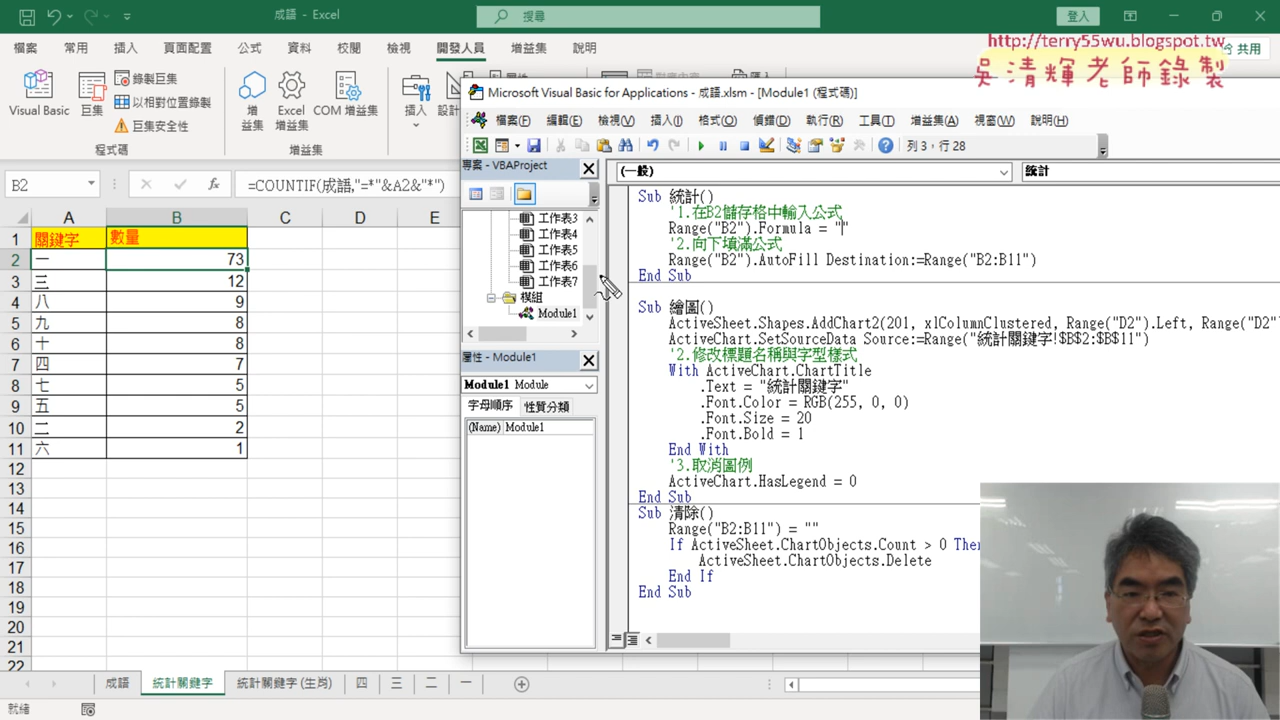 成語 - Excel
搜尋
登入
檔案 常用 插入 頁面配置 公式 資料 校閱 檢視 開發人員 增益集 說明
共用
http://terry55wu.blogspot.tw
吳清輝老師錄製
Visual Basic
巨集
錄製巨集
以相對位置錄製
巨集安全性
程式碼
增益集
Excel 增益集
COM 增益集
增益集
插入
Microsoft Visual Basic for Applications - 成語.xlsm - [Module1 (程式碼)]
檔案(F) 編輯(E) 檢視(V) 插入(I) 格式(O) 偵錯(D) 執行(R) 工具(T) 增益集(A) 視窗(W) 說明(H)
列 3，行 28
B2
fx
=COUNTIF(成語,"=*"&A2&"*")
專案 - VBAProject
工作表3
工作表4
工作表5
工作表6
工作表7
模組
Module1
屬性 - Module1
Module1 Module
字母順序 性質分類
(Name) Module1
(一般)
統計
Sub 統計()
'1.在B2儲存格中輸入公式
Range("B2").Formula = ""
'2.向下填滿公式
Range("B2").AutoFill Destination:=Range("B2:B11")
End Sub
Sub 繪圖()
ActiveSheet.Shapes.AddChart2(201, xlColumnClustered, Range("D2").Left, Range("D2"
ActiveChart.SetSourceData Source:=Range("統計關鍵字!$B$2:$B$11")
'2.修改標題名稱與字型樣式
With ActiveChart.ChartTitle
.Text = "統計關鍵字"
.Font.Color = RGB(255, 0, 0)
.Font.Size = 20
.Font.Bold = 1
End With
'3.取消圖例
ActiveChart.HasLegend = 0
End Sub
Sub 清除()
Range("B2:B11") = ""
If ActiveSheet.ChartObjects.Count > 0 Then
ActiveSheet.ChartObjects.Delete
End If
End Sub
A B C D E
1 關鍵字 數量
2 一 73
3 三 12
4 八 9
5 九 8
6 十 8
7 四 7
8 七 5
9 五 5
10 二 2
11 六 1
12
13
14
15
16
17
18
19
20
21
22
成語 統計關鍵字 統計關鍵字 (生肖) 四 三 二 一
就緒